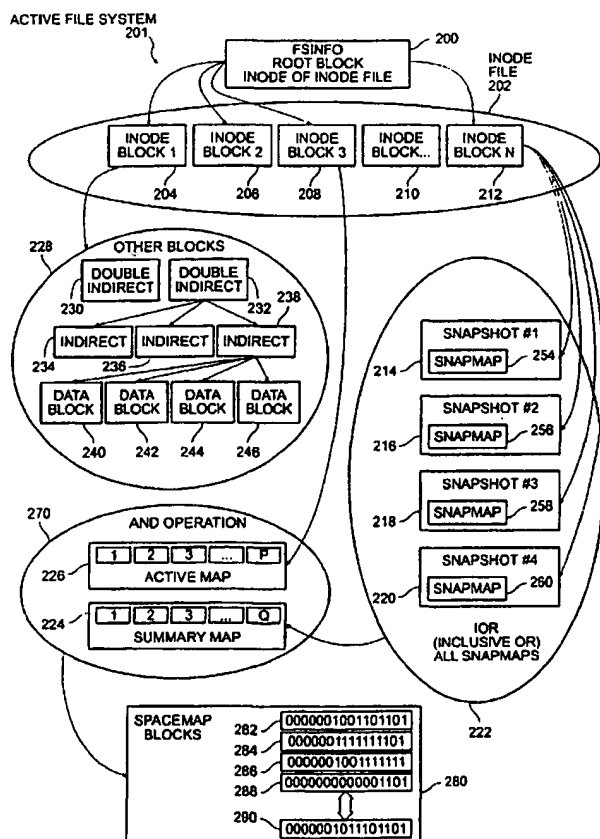 ACTIVE FILE SYSTEM
201
200
FSINFO
ROOT BLOCK
INODE OF INODE FILE
INODE
FILE
202
INODE
BLOCK 1
INODE
BLOCK 2
INODE
BLOCK 3
INODE
BLOCK...
INODE
BLOCK N
204
206
208
210
212
228
OTHER BLOCKS
DOUBLE
INDIRECT
DOUBLE
INDIRECT
230
232
238
INDIRECT
INDIRECT
INDIRECT
234
236
DATA
BLOCK
DATA
BLOCK
DATA
BLOCK
DATA
BLOCK
240
242
244
246
SNAPSHOT #1
SNAPMAP
254
214
SNAPSHOT #2
SNAPMAP
256
216
SNAPSHOT #3
SNAPMAP
258
218
SNAPSHOT #4
SNAPMAP
260
220
IOR
(INCLUSIVE OR)
ALL SNAPMAPS
222
270
AND OPERATION
1 2 3 ... P
226
ACTIVE MAP
1 2 3 ... Q
224
SUMMARY MAP
SPACEMAP
BLOCKS
282
0000001001101101
284
0000001111111101
286
0000001001111111
288
0000000000001101
280
290
0000001011101101